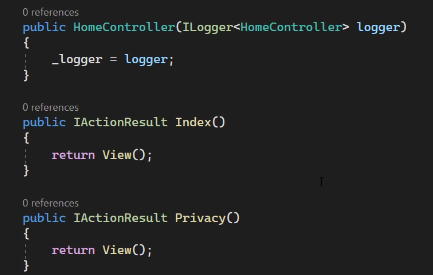 0 references
public HomeController(ILogger<HomeController> logger)
{
_logger = logger;
}
0 references
public IActionResult Index()
{
return View();
}
0 references
public IActionResult Privacy()
{
return View();
}